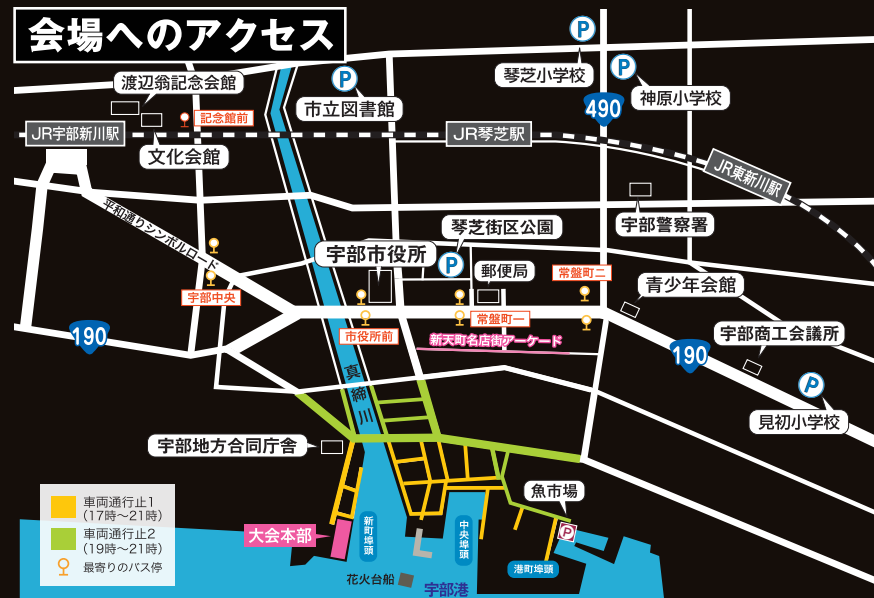 会場へのアクセス
P
琴芝小学校
P
神原小学校
490
渡辺翁記念会館
P
市立図書館
記念館前
JR宇部新川駅
JR琴芝駅
文化会館
JR東新川駅
平和通りシンボルロード
宇部警察署
琴芝街区公園
宇部市役所
P
郵便局
常盤町二
青少年会館
宇部中央
190
市役所前
常盤町一
新天町名店街アーケード
190
宇部商工会議所
P
見初小学校
真締川
宇部地方合同庁舎
魚市場
P
車両通行止1
(17時〜21時)
車両通行止2
(19時〜21時)
最寄りのバス停
大会本部
新町埠頭
中央埠頭
港町埠頭
花火台船
宇部港